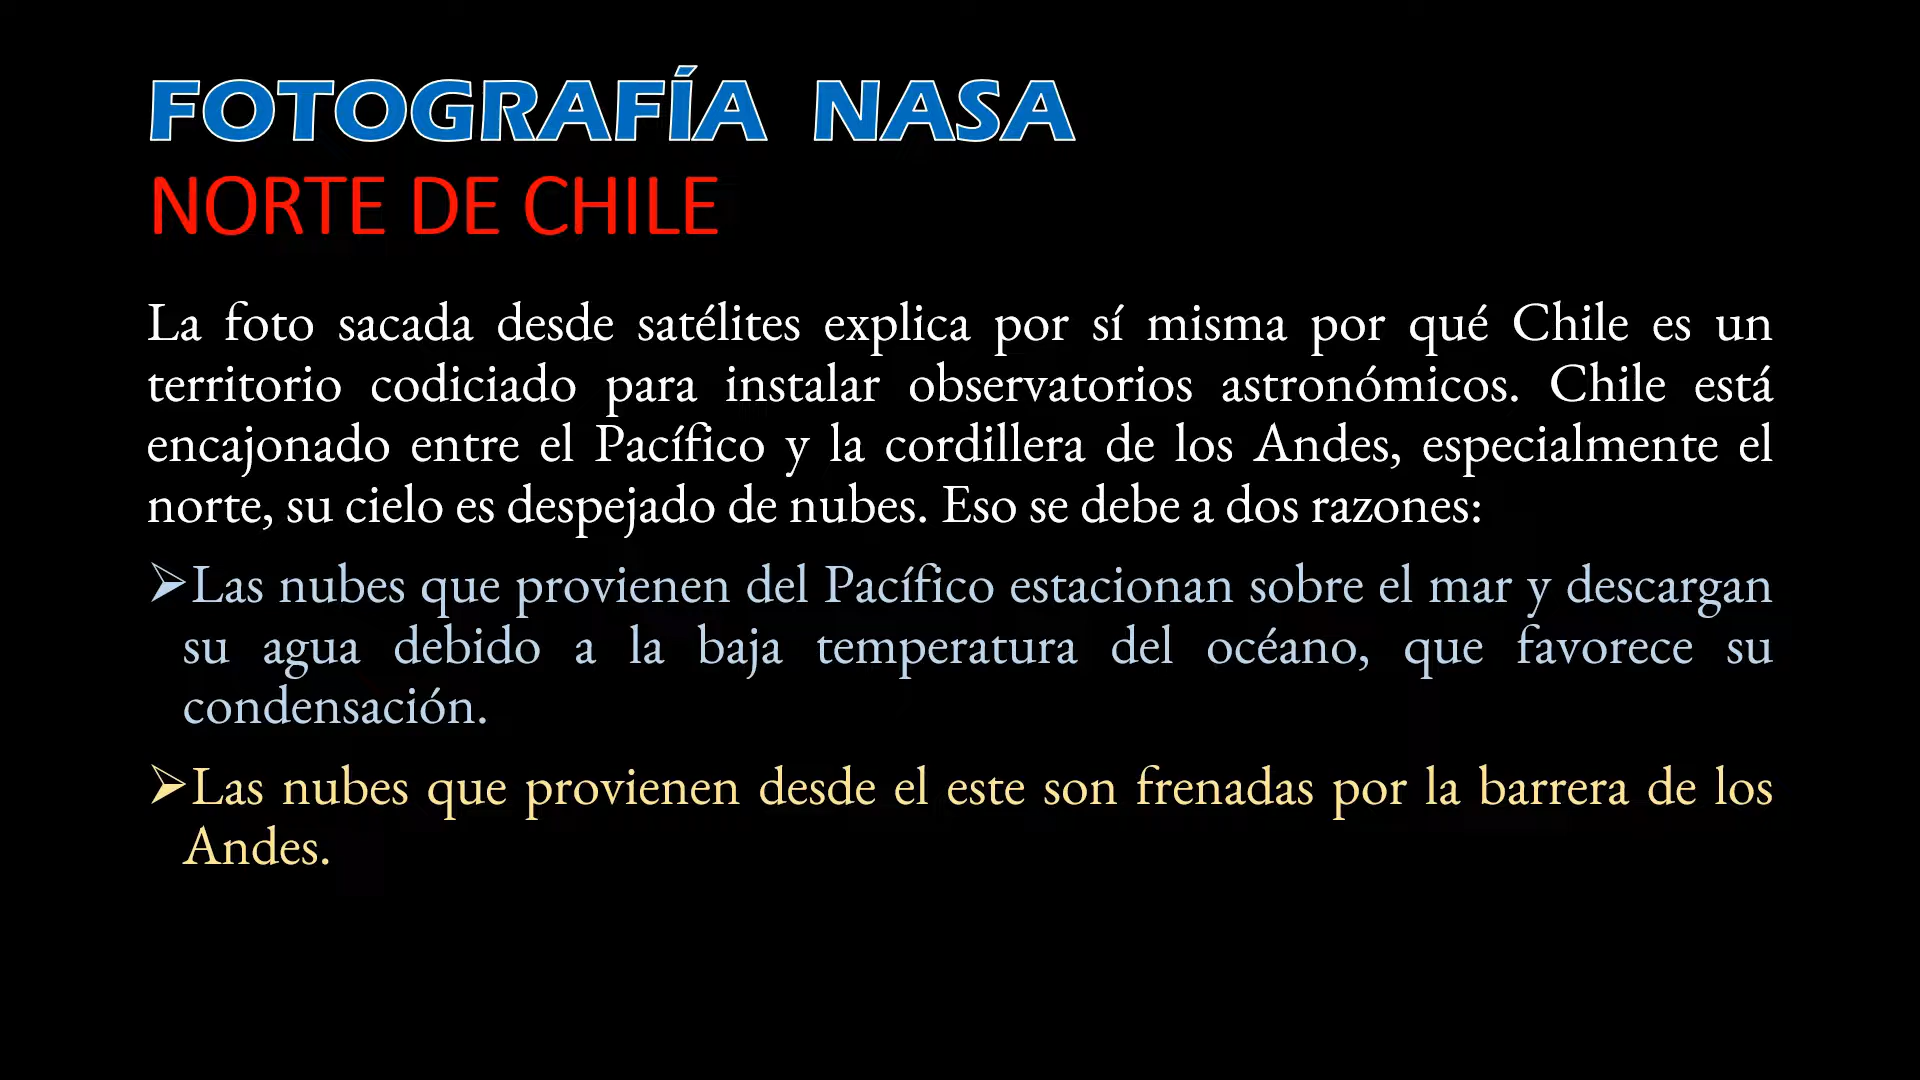 FOTOGRAFÍA NASA
NORTE DE CHILE
La foto sacada desde satélites explica por sí misma por qué Chile es un
territorio codiciado para instalar observatorios astronómicos. Chile está
encajonado entre el Pacífico y la cordillera de los Andes, especialmente el
norte, su cielo es despejado de nubes. Eso se debe a dos razones:
➢Las nubes que provienen del Pacífico estacionan sobre el mar y descargan
su agua debido a la baja temperatura del océano, que favorece su
condensación.
➢Las nubes que provienen desde el este son frenadas por la barrera de los
Andes.